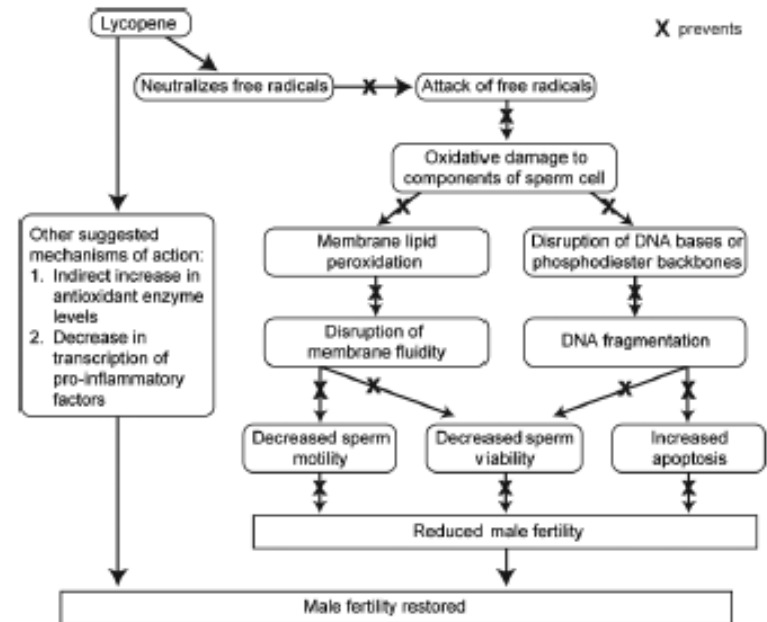 Lycopene
X prevents
Neutralizes free radicals
X
Attack of free radicals
X
Oxidative damage to
components of sperm cell
X
X
Membrane lipid
peroxidation
Disruption of DNA bases or
phosphodiester backbones
Other suggested
mechanisms of action:
1. Indirect increase in
antioxidant enzyme
levels
2. Decrease in
transcription of
pro-inflammatory
factors
X
X
Disruption of
membrane fluidity
DNA fragmentation
X
X
X
X
Decreased sperm
motility
Decreased sperm
viability
Increased
apoptosis
X
X
X
Reduced male fertility
Male fertility restored